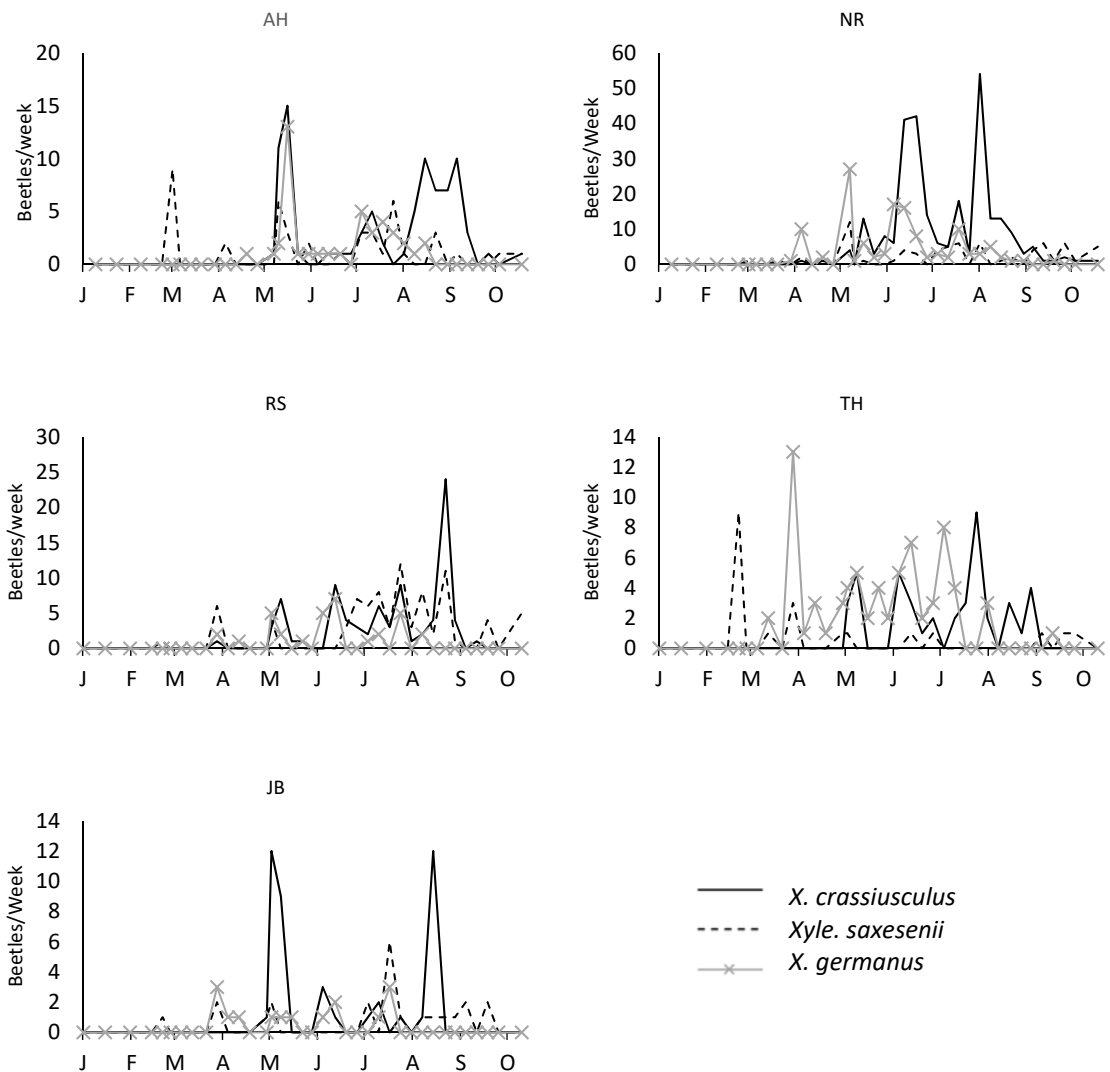 AH
20
15
10
5
0
Beetles/week
J F M A M J J A S O
NR
60
50
40
30
20
10
0
Beetles/Week
J F M A M J J A S O
RS
30
25
20
15
10
5
0
Beetles/week
J F M A M J J A S O
TH
14
12
10
8
6
4
2
0
Beetles/week
J F M A M J J A S O
JB
14
12
10
8
6
4
2
0
Beetles/Week
J F M A M J J A S O
X. crassiusculus
Xyle. saxesenii
X. germanus